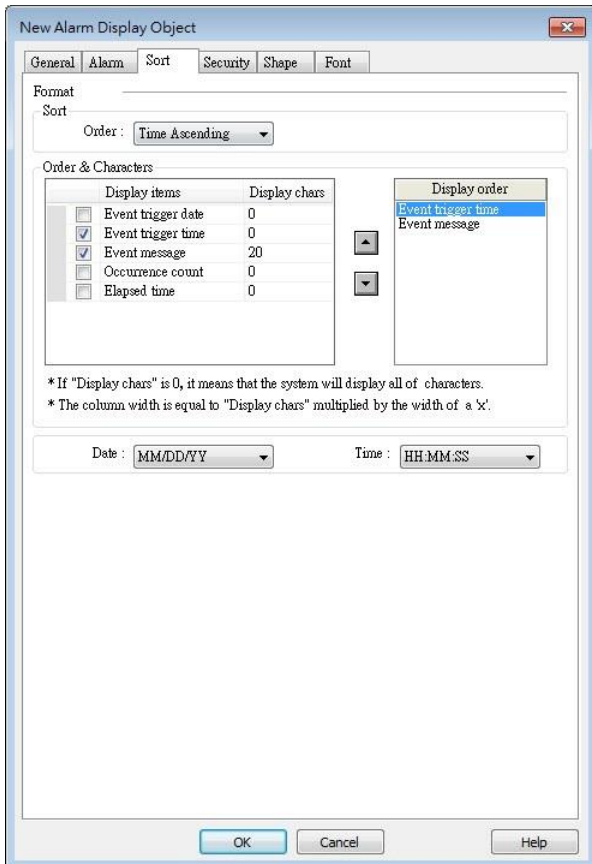 New Alarm Display Object
General Alarm Sort Security Shape Font
Format
Sort
Order : Time Ascending
Order & Characters
Display items Display chars
Event trigger date 0
Event trigger time 0
Event message 20
Occurrence count 0
Elapsed time 0
Display order
Event trigger time
Event message
* If "Display chars" is 0, it means that the system will display all of characters.
* The column width is equal to "Display chars" multiplied by the width of a 'x'.
Date : MM/DD/YY Time : HH:MM:SS
OK Cancel Help